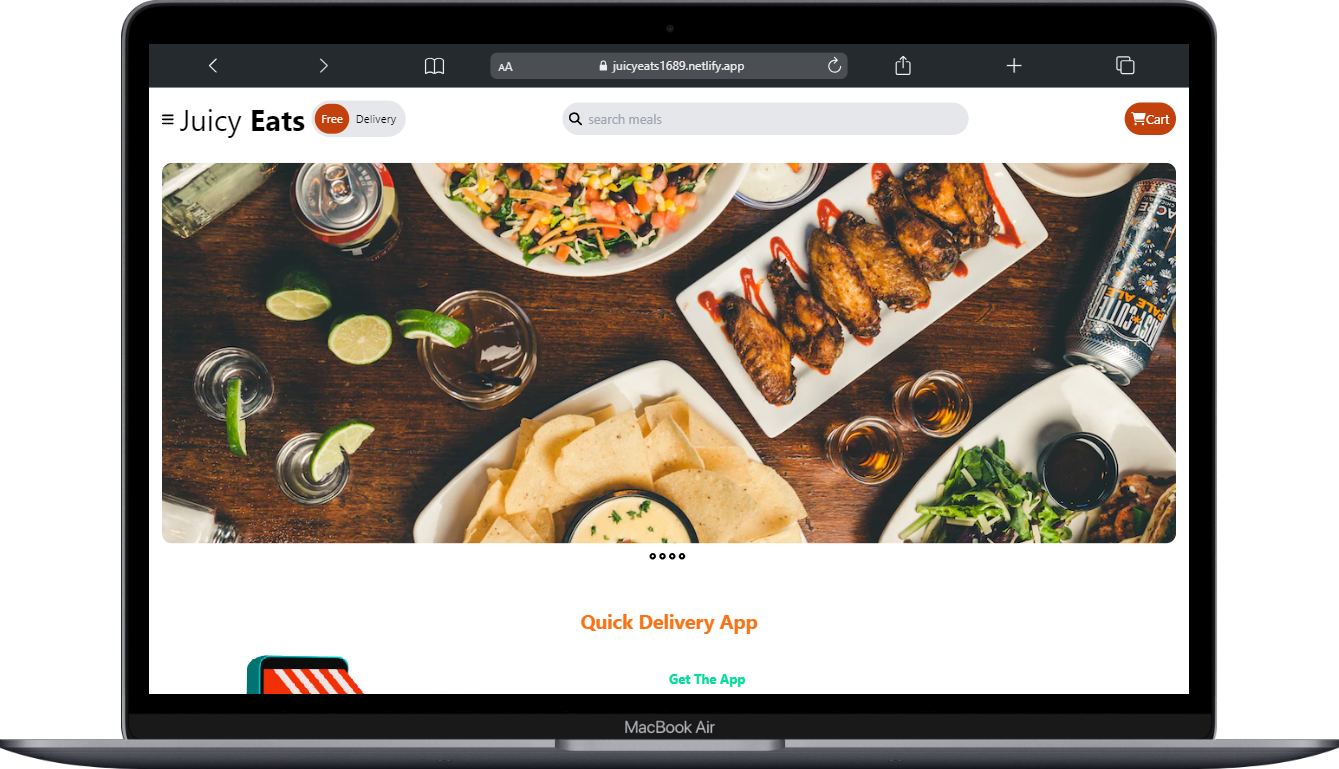 AA juicyeats1689.netlify.app
Juicy Eats Free Delivery search meals Cart
PALE ALE
Quick Delivery App
Get The App
MacBook Air